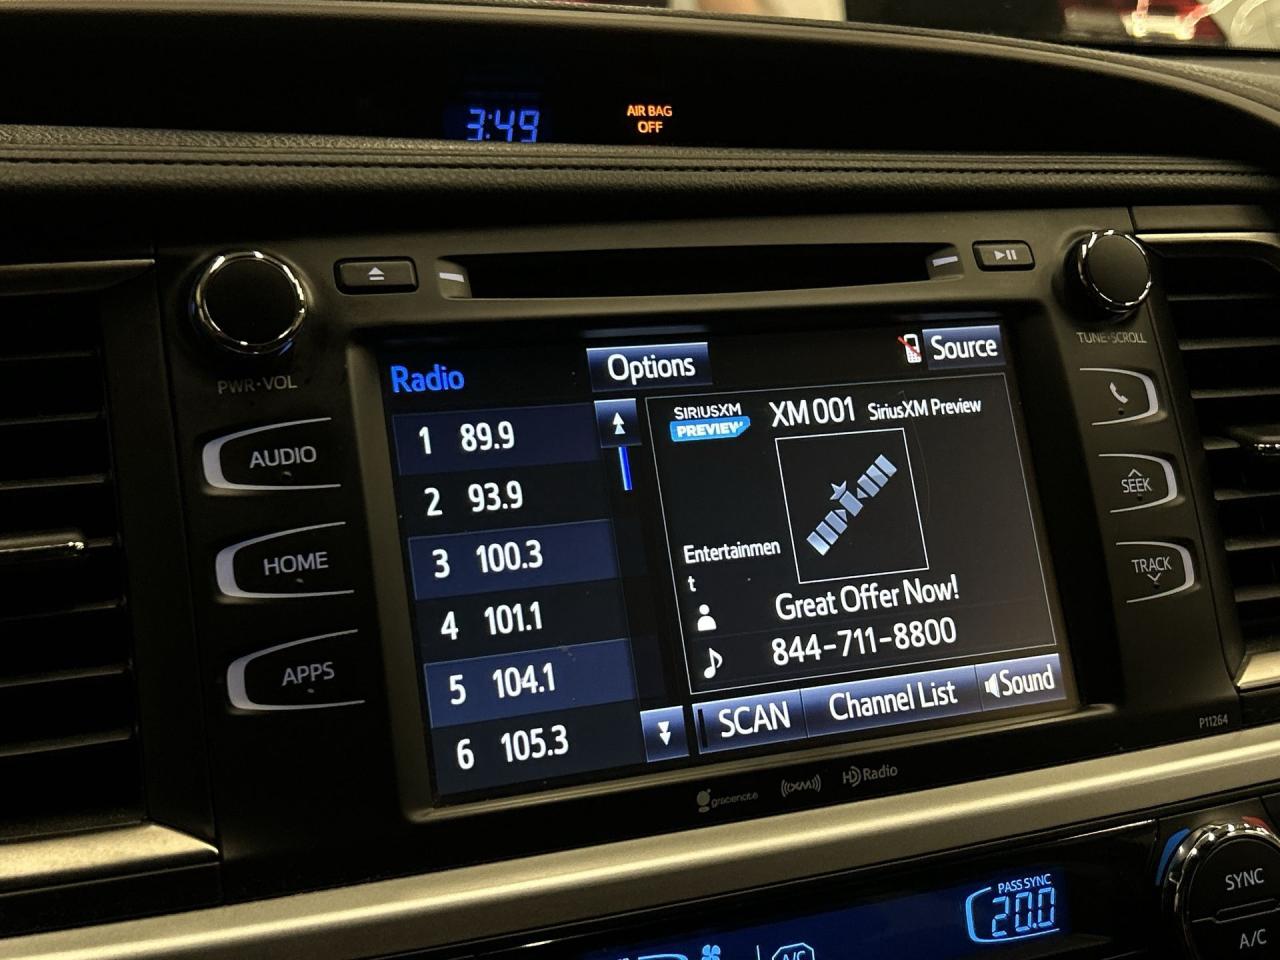 3:49
AIR BAG
OFF
PWR·VOL
TUNE·SCROLL
AUDIO
HOME
APPS
Radio
Options
Source
1 89.9
2 93.9
3 100.3
4 101.1
5 104.1
6 105.3
SIRIUSXM
PREVIEW
XM001 SiriusXM Preview
Entertainmen
t
Great Offer Now!
844-711-8800
SCAN
Channel List
Sound
SEEK
TRACK
P11264
gracenote
((XM))
HD Radio
PASS SYNC
20.0
A/C
SYNC
A/C